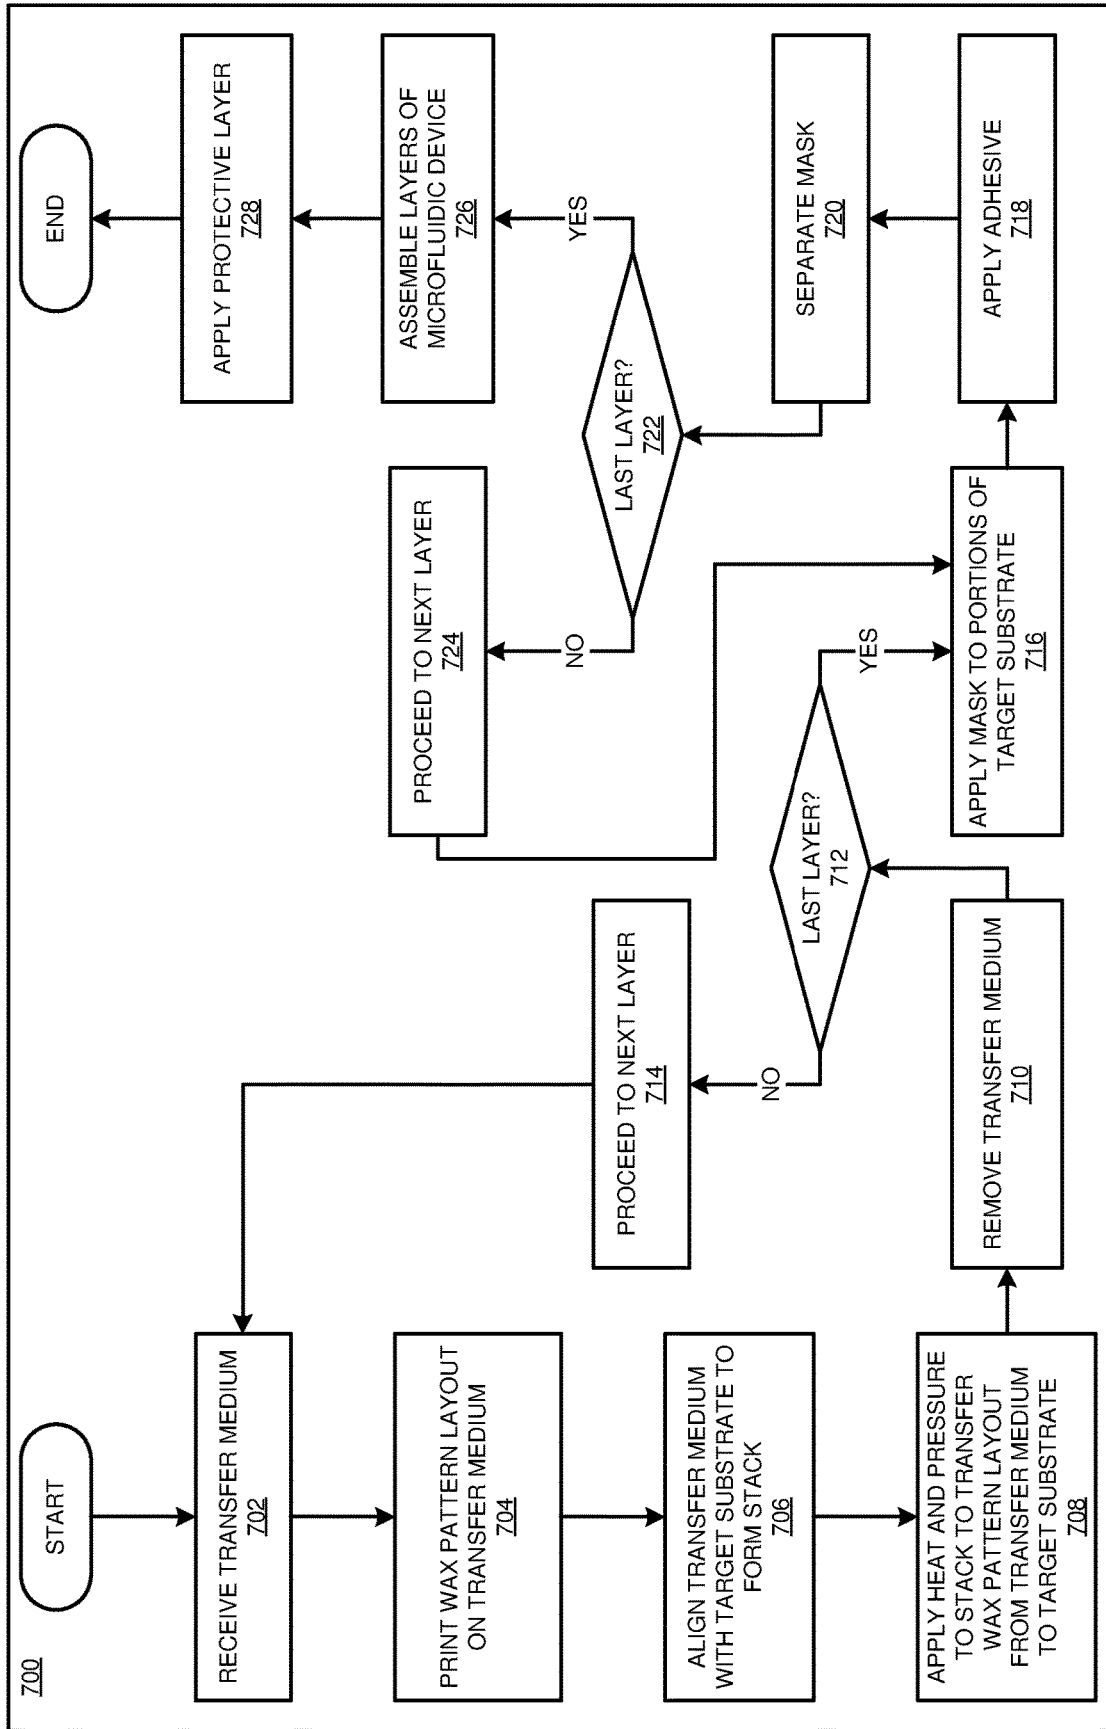 700
START
RECEIVE TRANSFER MEDIUM
702
PRINT WAX PATTERN LAYOUT
ON TRANSFER MEDIUM
704
ALIGN TRANSFER MEDIUM
WITH TARGET SUBSTRATE TO
FORM STACK
706
APPLY HEAT AND PRESSURE
TO STACK TO TRANSFER
WAX PATTERN LAYOUT
FROM TRANSFER MEDIUM
TO TARGET SUBSTRATE
708
REMOVE TRANSFER MEDIUM
710
LAST LAYER?
712
NO
PROCEED TO NEXT LAYER
714
YES
APPLY MASK TO PORTIONS OF
TARGET SUBSTRATE
716
APPLY ADHESIVE
718
SEPARATE MASK
720
LAST LAYER?
722
NO
PROCEED TO NEXT LAYER
724
YES
ASSEMBLE LAYERS OF
MICROFLUIDIC DEVICE
726
APPLY PROTECTIVE LAYER
728
END